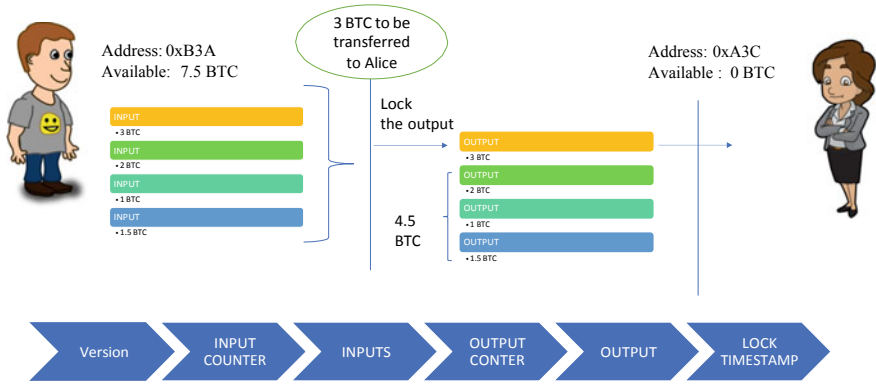 3 BTC to be
transferred
to Alice
Address: 0xB3A
Available: 7.5 BTC
Address: 0xA3C
Available : 0 BTC
INPUT
• 3 BTC
INPUT
• 2 BTC
INPUT
• 1 BTC
INPUT
• 1.5 BTC
Lock
the output
OUTPUT
• 3 BTC
OUTPUT
• 2 BTC
OUTPUT
• 1 BTC
OUTPUT
• 1.5 BTC
4.5
BTC
Version
INPUT
COUNTER
INPUTS
OUTPUT
CONTER
OUTPUT
LOCK
TIMESTAMP